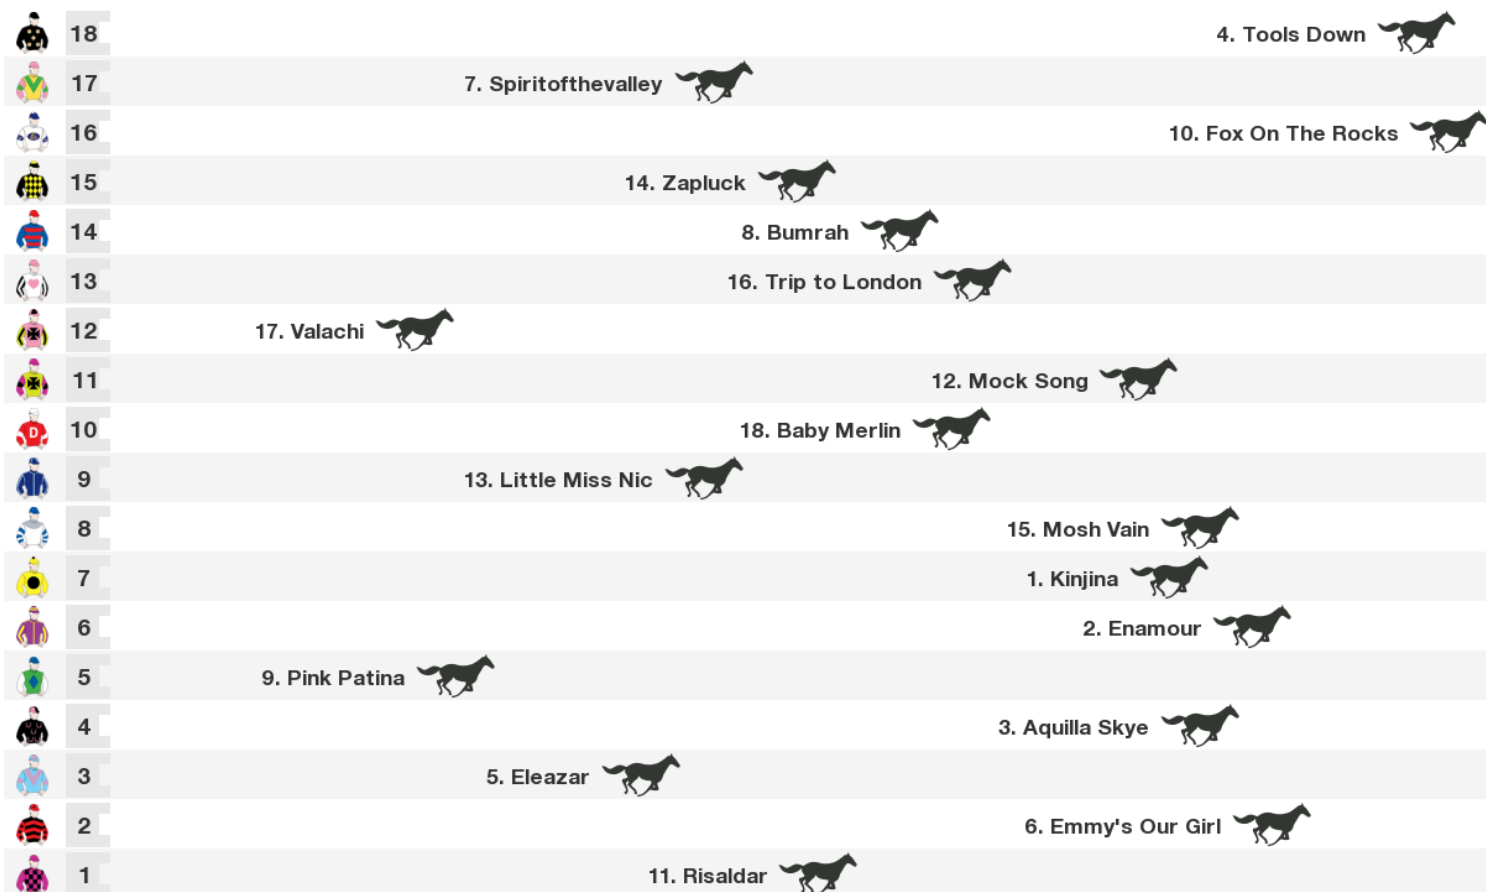 18 4. Tools Down
17 7. Spiritofthevalley
16 10. Fox On The Rocks
15 14. Zapluck
14 8. Bumrah
13 16. Trip to London
12 17. Valachi
11 12. Mock Song
D
10 18. Baby Merlin
9 13. Little Miss Nic
8 15. Mosh Vain
7 1. Kinjina
6 2. Enamour
5 9. Pink Patina
4 3. Aquilla Skye
3 5. Eleazar
2 6. Emmy's Our Girl
1 11. Risaldar